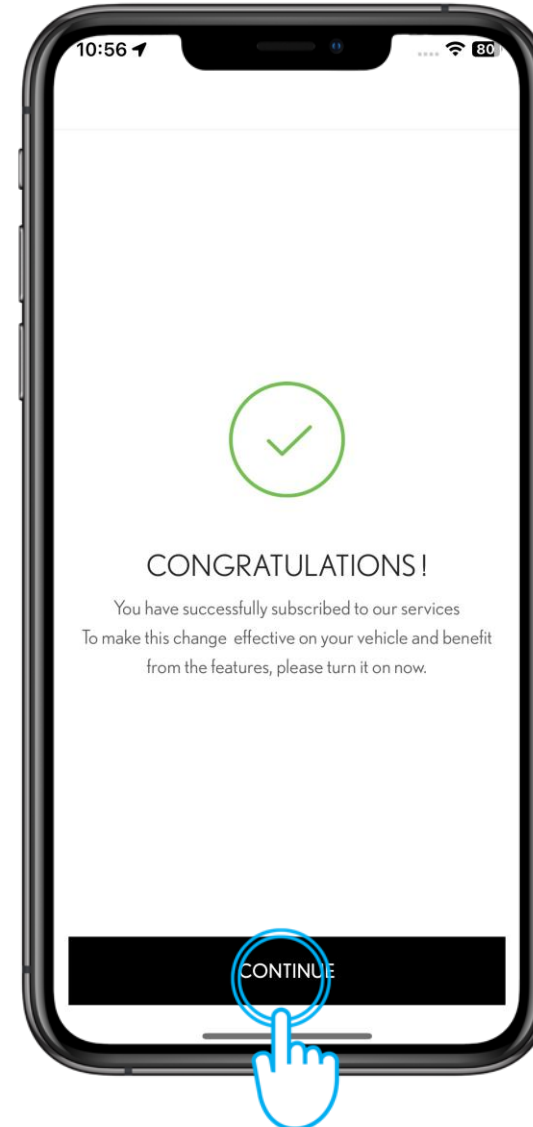 10:56
80
CONGRATULATIONS!
You have successfully subscribed to our services
To make this change effective on your vehicle and benefit
from the features, please turn it on now.
CONTINUE